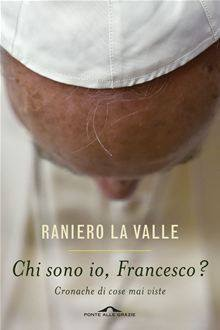 RANIERO LA VALLE
Chi sono io, Francesco?
Cronache di cose mai viste
PONTE ALLE GRAZIE